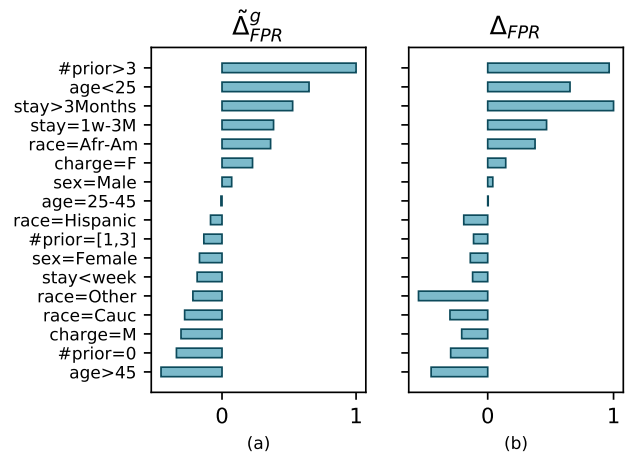 Δ̃ᵍ_FPR
Δ_FPR
#prior>3
age<25
stay>3Months
stay=1w-3M
race=Afr-Am
charge=F
sex=Male
age=25-45
race=Hispanic
#prior=[1,3]
sex=Female
stay<week
race=Other
race=Cauc
charge=M
#prior=0
age>45
0 1 0 1
(a) (b)